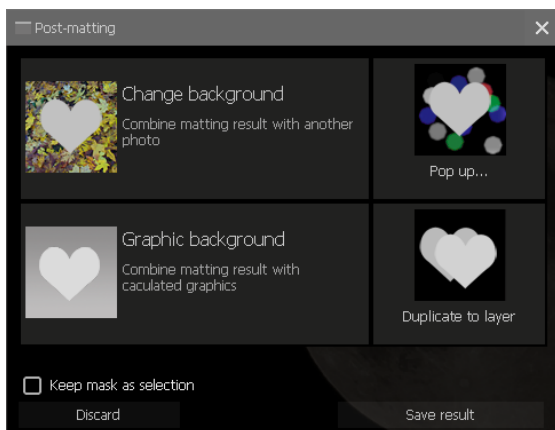 Post-matting
Change background
Combine matting result with another
photo
Pop up...
Graphic background
Combine matting result with
caculated graphics
Duplicate to layer
Keep mask as selection
Discard
Save result